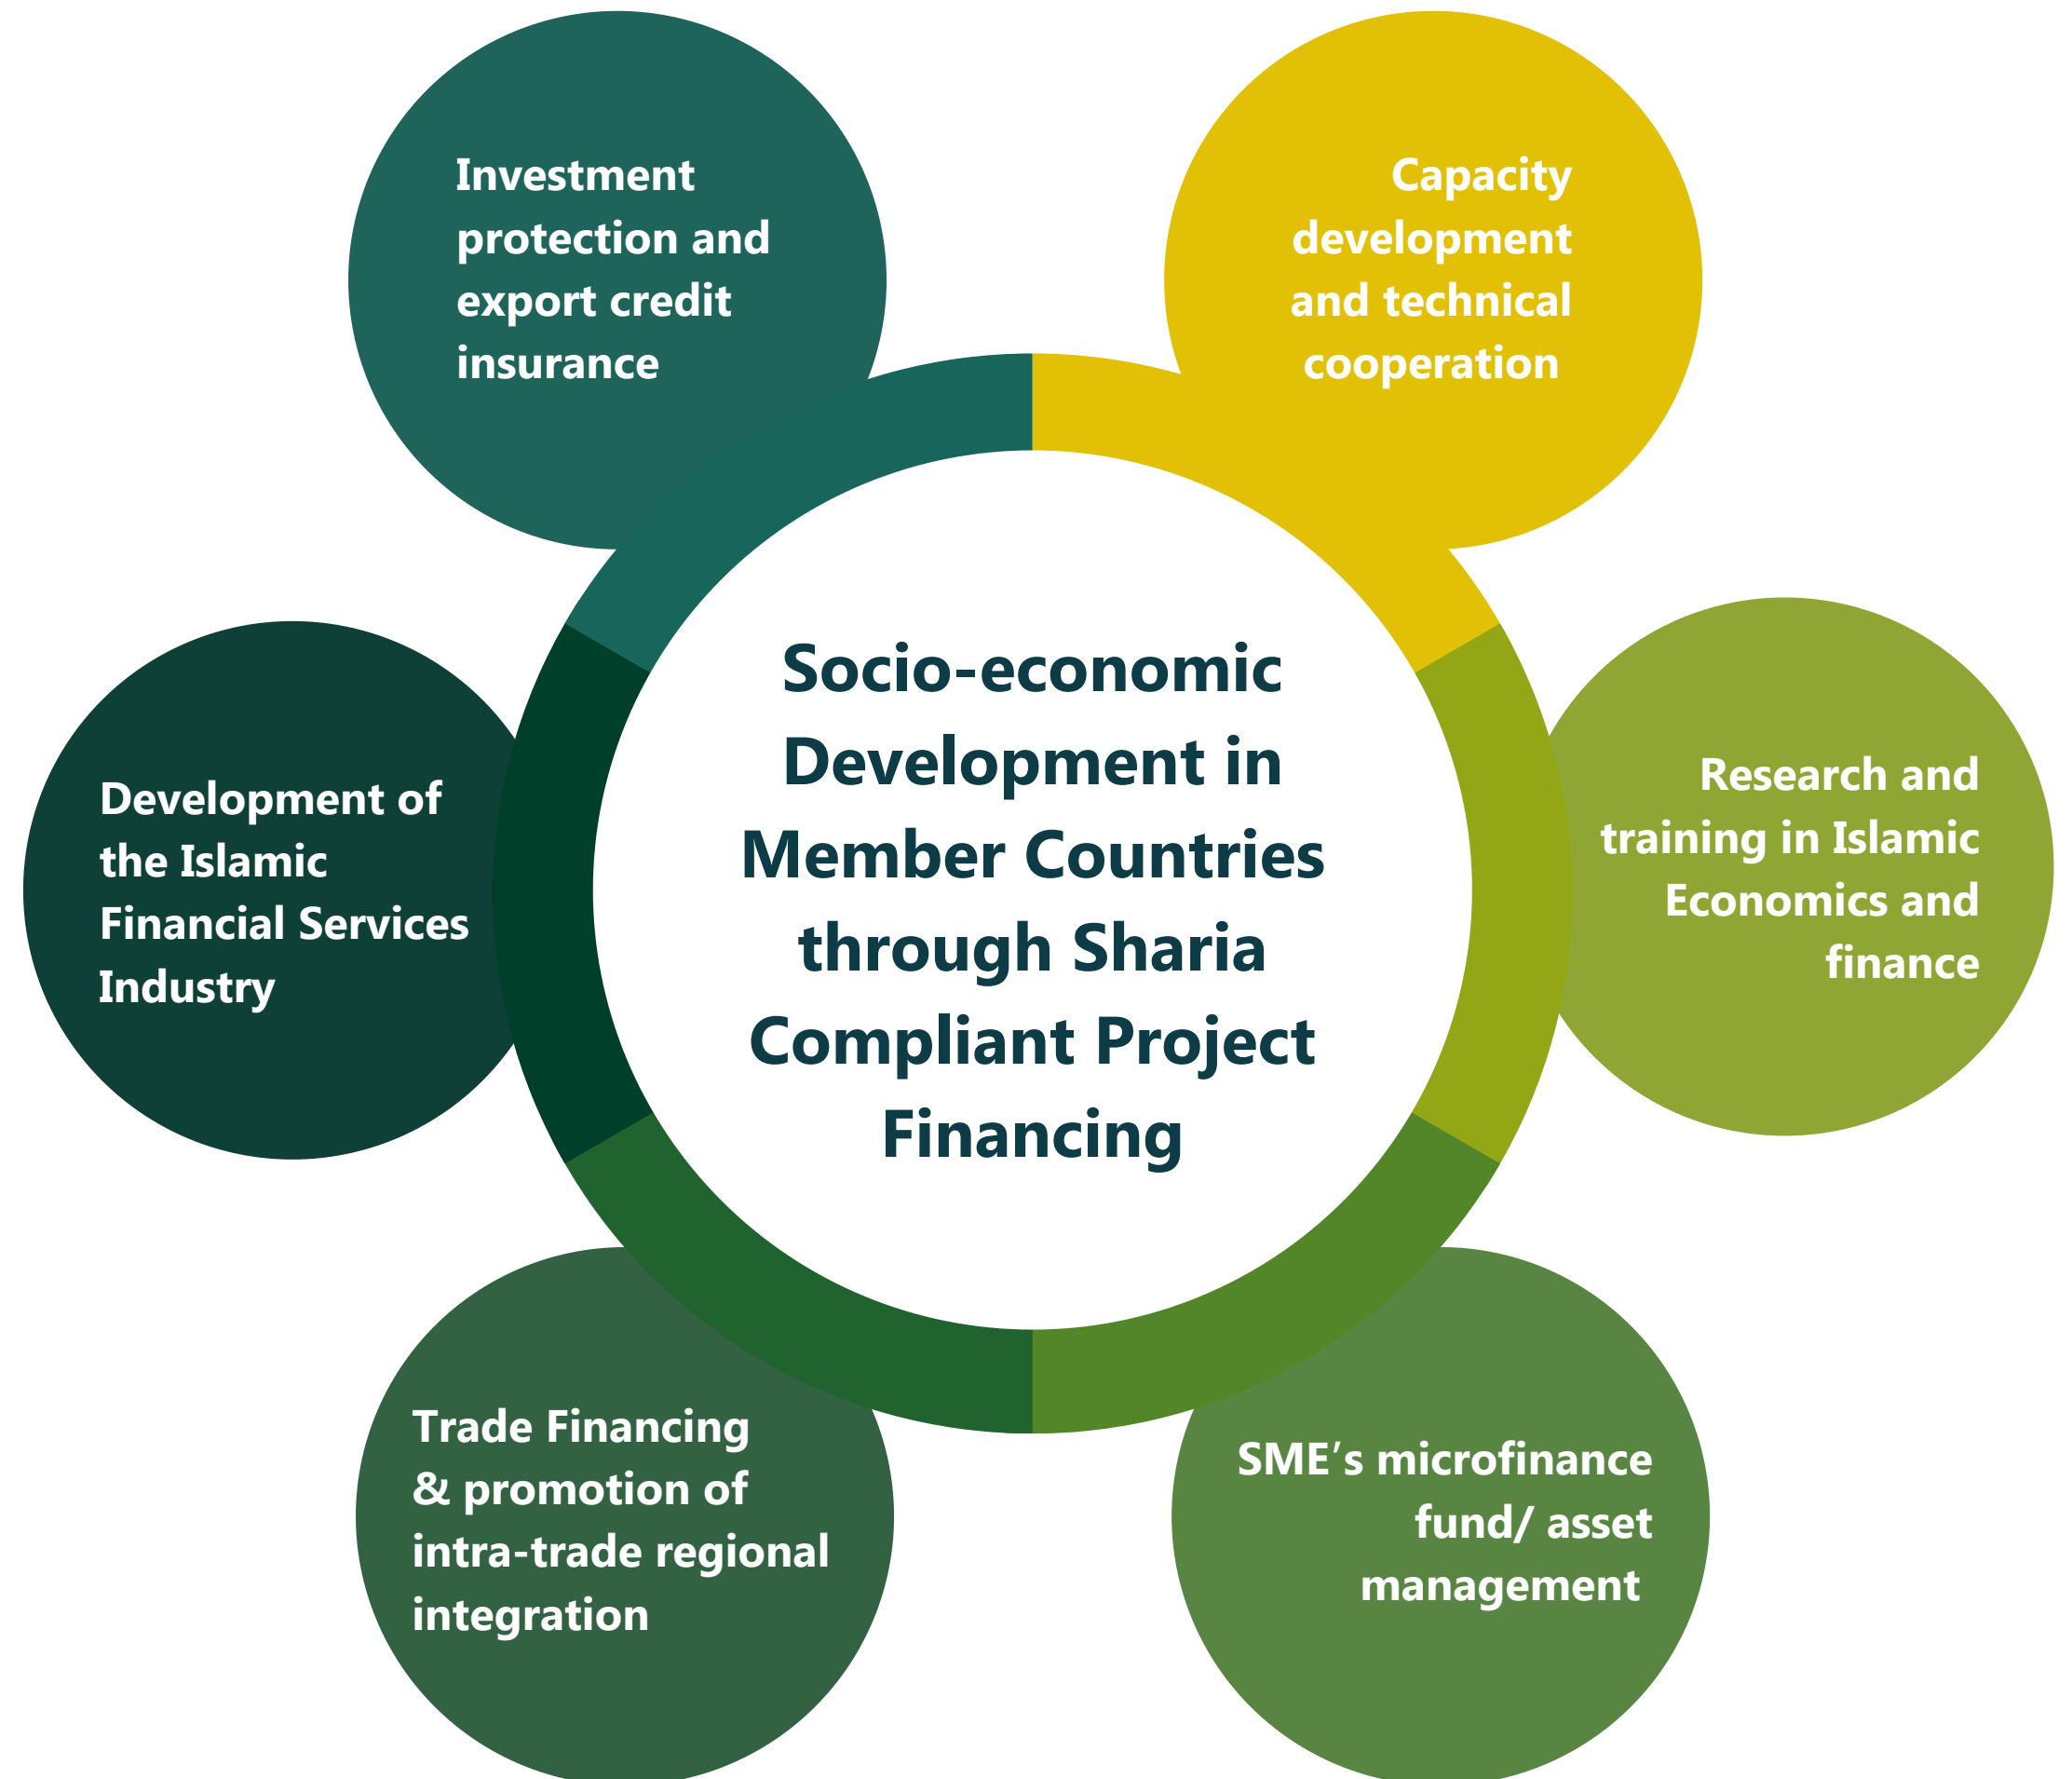 Investment
protection and
export credit
insurance
Capacity
development
and technical
cooperation
Socio-economic
Development in
Member Countries
through Sharia
Compliant Project
Financing
Development of
the Islamic
Financial Services
Industry
Research and
training in Islamic
Economics and
finance
Trade Financing
& promotion of
intra-trade regional
integration
SME’s microfinance
fund/ asset
management